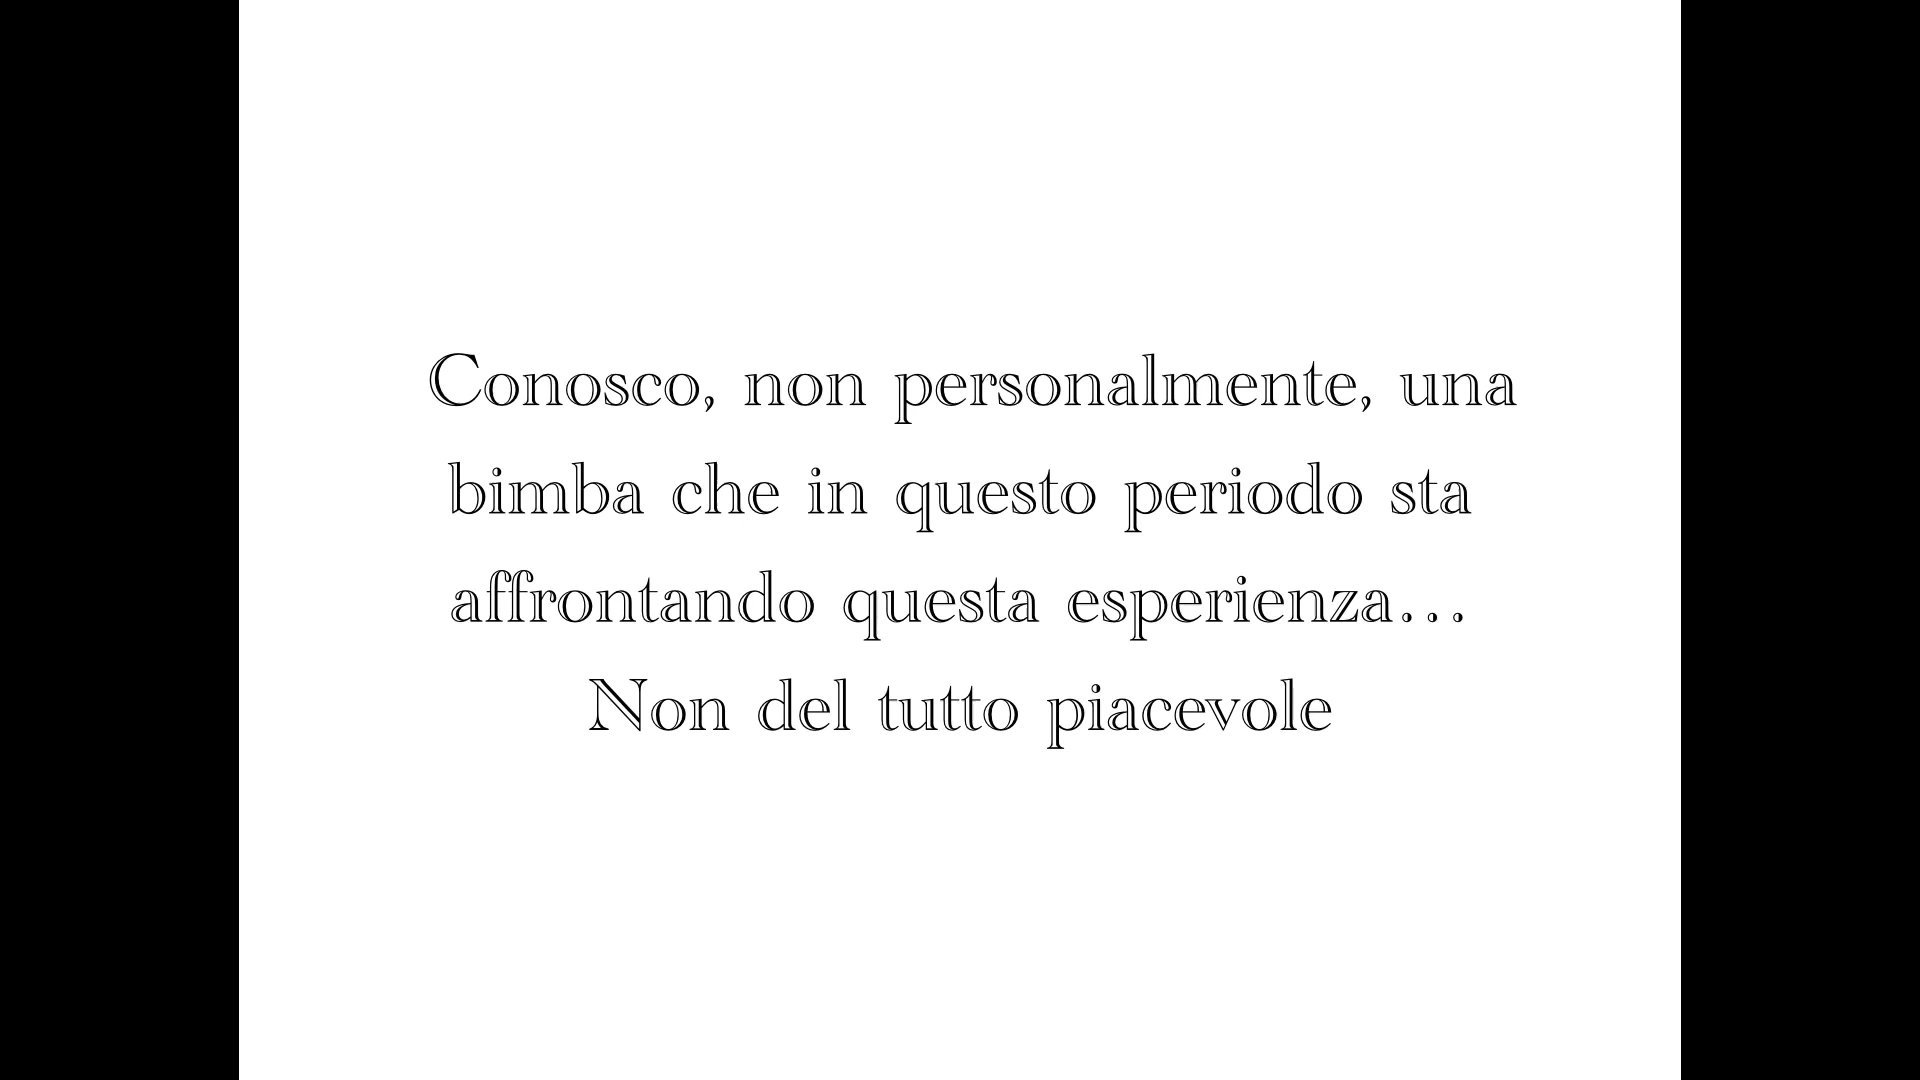 Conosco, non personalmente, una
bimba che in questo periodo sta
affrontando questa esperienza...
Non del tutto piacevole